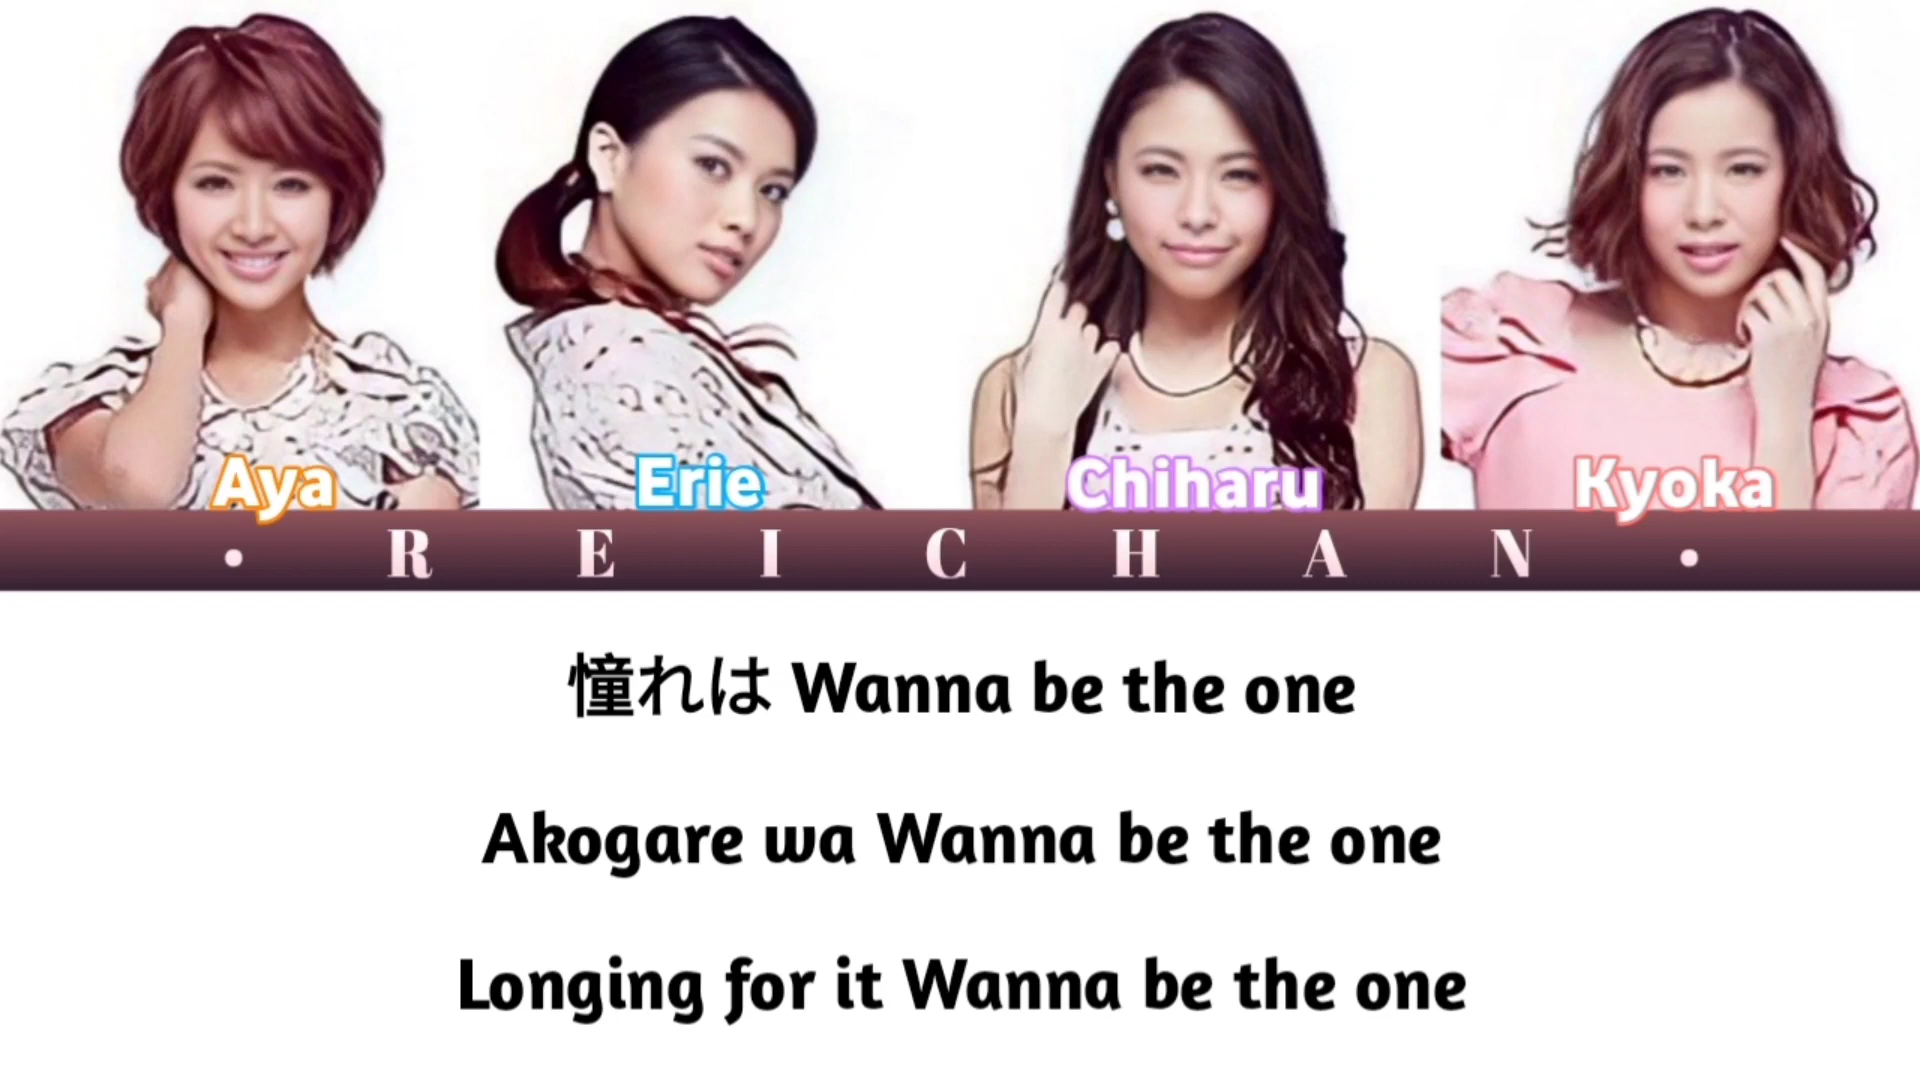 Aya
Erie
Chiharu
Kyoka
• R E I C H A N •
憧れは Wanna be the one
Akogare wa Wanna be the one
Longing for it Wanna be the one